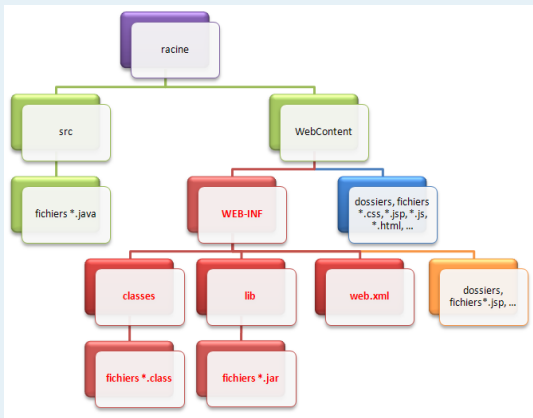 racine
src
WebContent
fichiers *.java
WEB-INF
dossiers, fichiers
*.css,*.jsp,*.js,
*.html, ...
classes
lib
web.xml
dossiers,
fichiers*.jsp, ...
fichiers *.class
fichiers *.jar